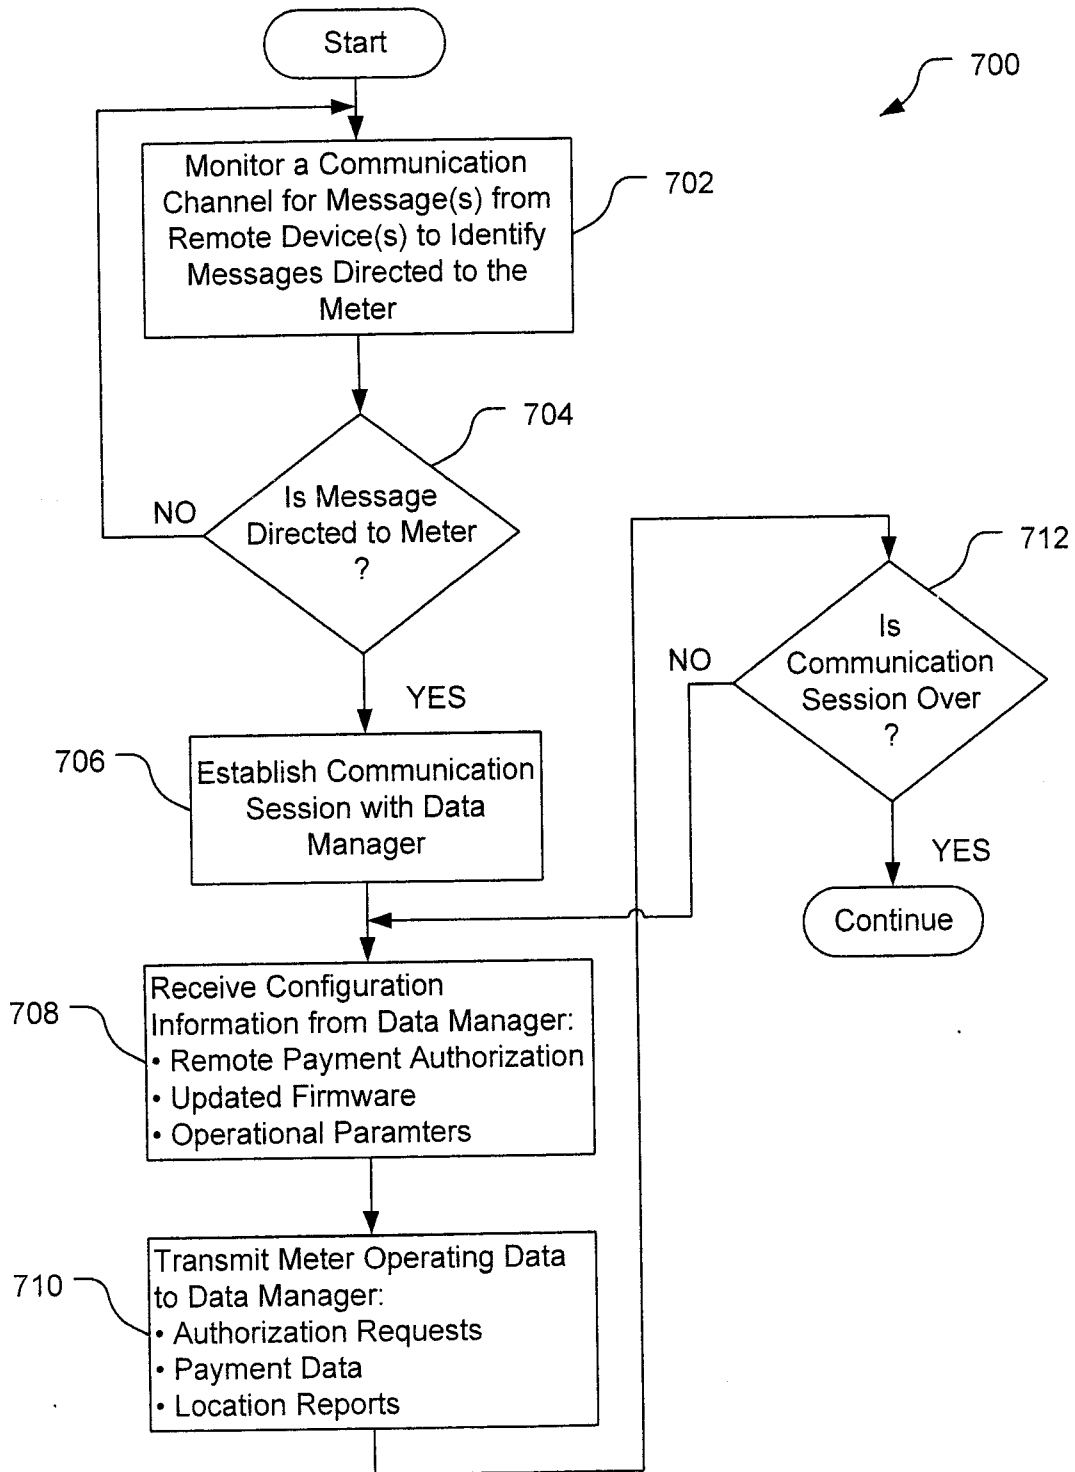 Start
700
Monitor a Communication
Channel for Message(s) from
Remote Device(s) to Identify
Messages Directed to the
Meter
702
704
Is Message
Directed to Meter
?
NO
YES
706
Establish Communication
Session with Data
Manager
708
Receive Configuration
Information from Data Manager:
• Remote Payment Authorization
• Updated Firmware
• Operational Paramters
710
Transmit Meter Operating Data
to Data Manager:
• Authorization Requests
• Payment Data
• Location Reports
712
Is
Communication
Session Over
?
NO
YES
Continue